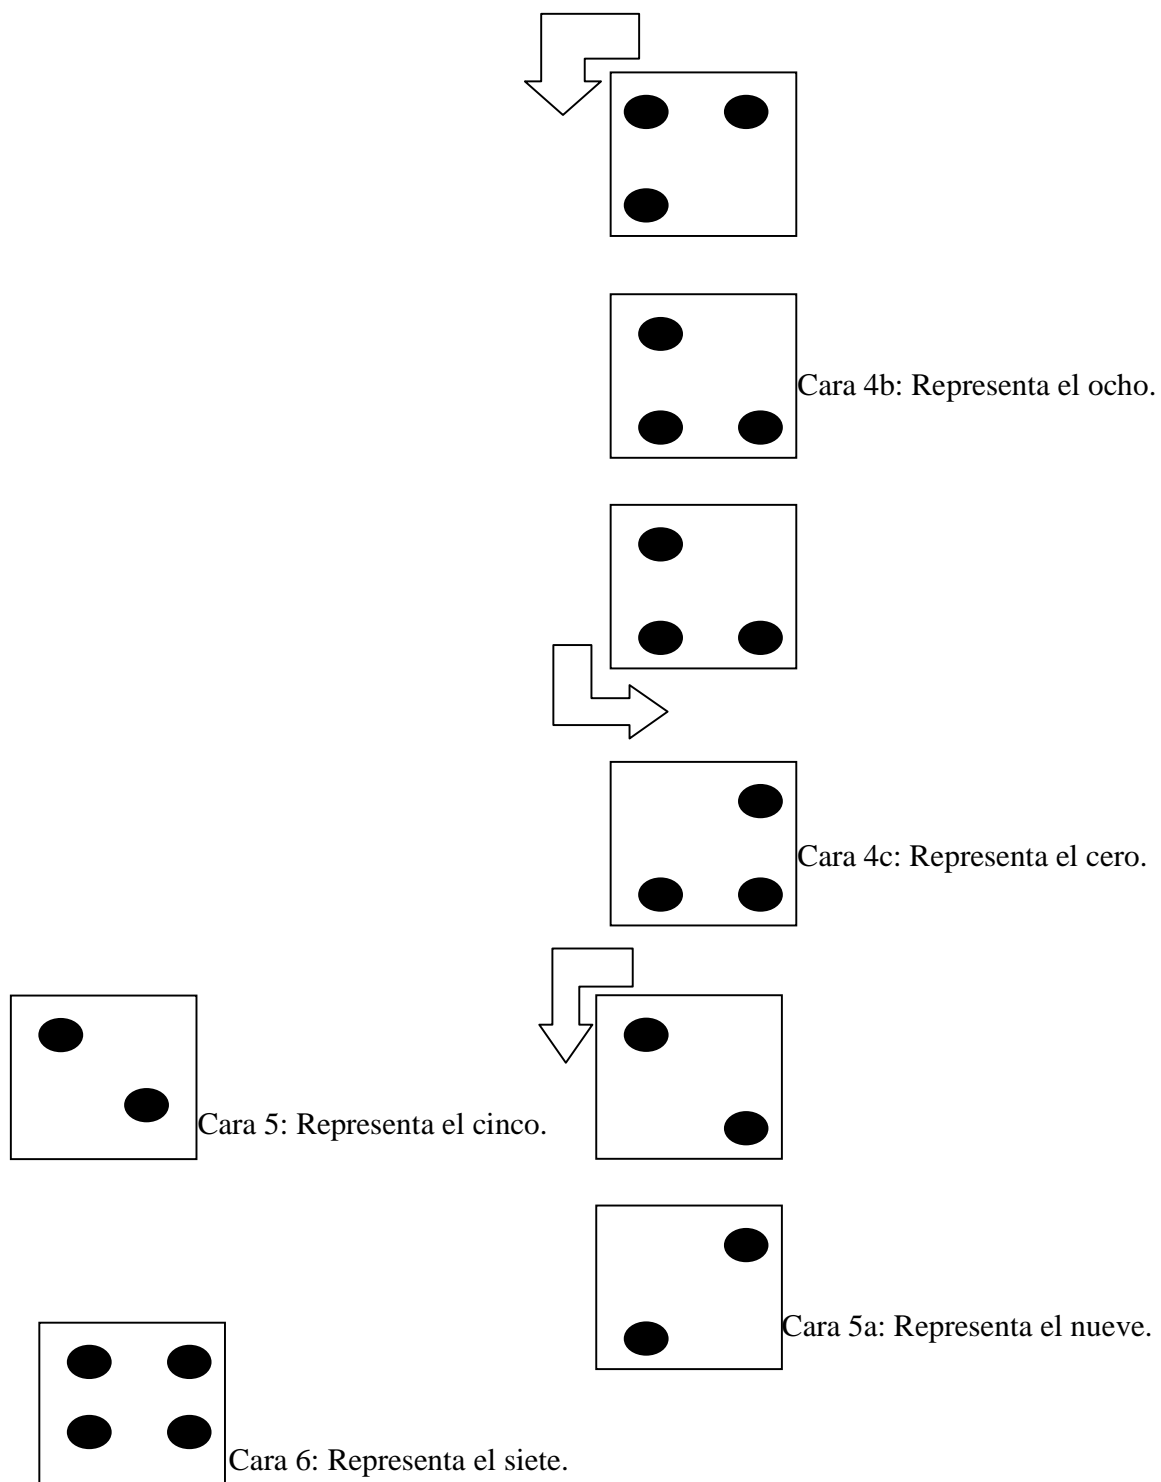 Cara 4b: Representa el ocho.
Cara 4c: Representa el cero.
Cara 5: Representa el cinco.
Cara 5a: Representa el nueve.
Cara 6: Representa el siete.